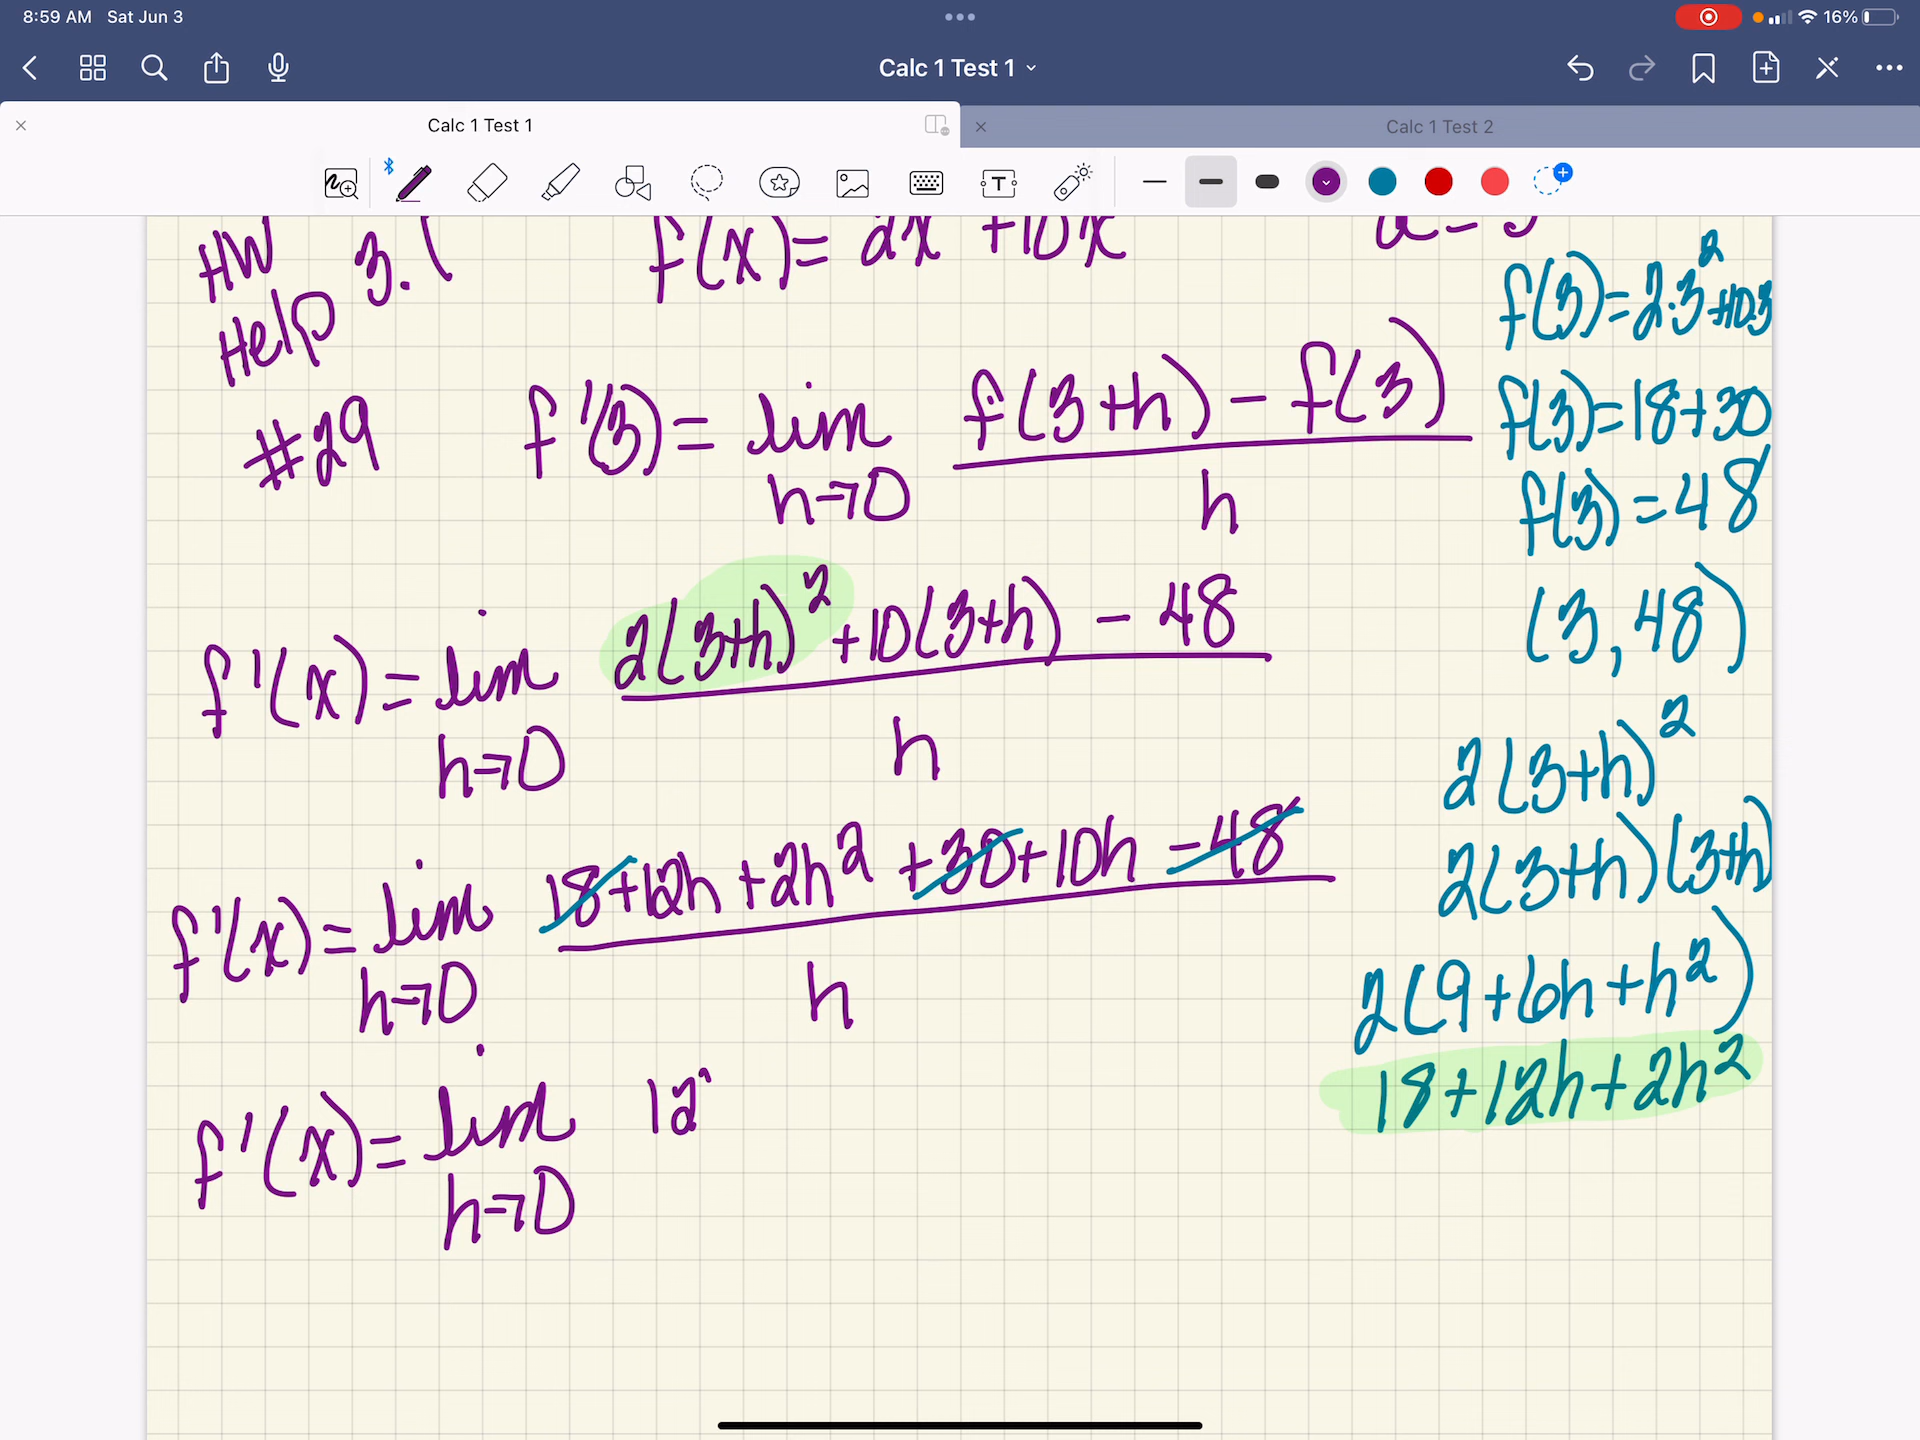 8:59 AM Sat Jun 3
16%
Calc 1 Test 1
Calc 1 Test 1
Calc 1 Test 2
T
HW 3.1
Help
#29
f(x) = 2x +10x
a = 3
f'(3) = lim f(3+h) - f(3)
h→0 h
f'(x) = lim 2(3+h)² +10(3+h) - 48
h→0 h
f'(x) = lim 18+12h +2h² +30+10h -48
h→0 h
f'(x) = lim 12
h→0
f(3)=2·3²+10·3
f(3)=18+30
f(3)=48
(3,48)
2(3+h)²
2(3+h)(3+h)
2(9+6h+h²)
18+12h+2h²